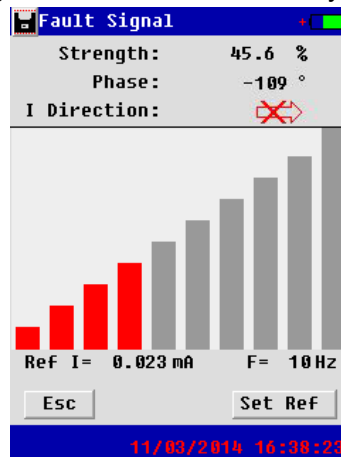 Fault Signal
Strength: 45.6 %
Phase: -109 °
I Direction:
Ref I= 0.023 mA F= 10 Hz
Esc Set Ref
11/03/2014 16:38:23